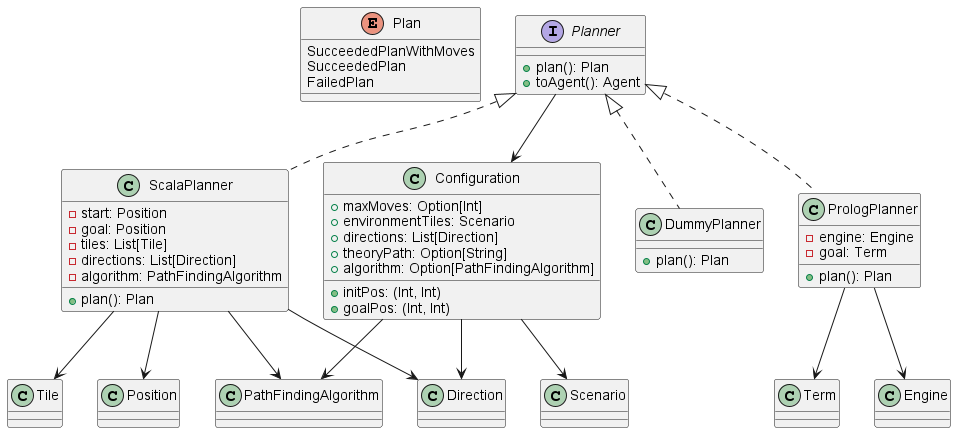 E Plan
SucceededPlanWithMoves
SucceededPlan
FailedPlan
I Planner
plan(): Plan
toAgent(): Agent
C ScalaPlanner
start: Position
goal: Position
tiles: List[Tile]
directions: List[Direction]
algorithm: PathFindingAlgorithm
plan(): Plan
C Configuration
maxMoves: Option[Int]
environmentTiles: Scenario
directions: List[Direction]
theoryPath: Option[String]
algorithm: Option[PathFindingAlgorithm]
initPos: (Int, Int)
goalPos: (Int, Int)
C DummyPlanner
plan(): Plan
C PrologPlanner
engine: Engine
goal: Term
plan(): Plan
C Tile
C Position
C PathFindingAlgorithm
C Direction
C Scenario
C Term
C Engine